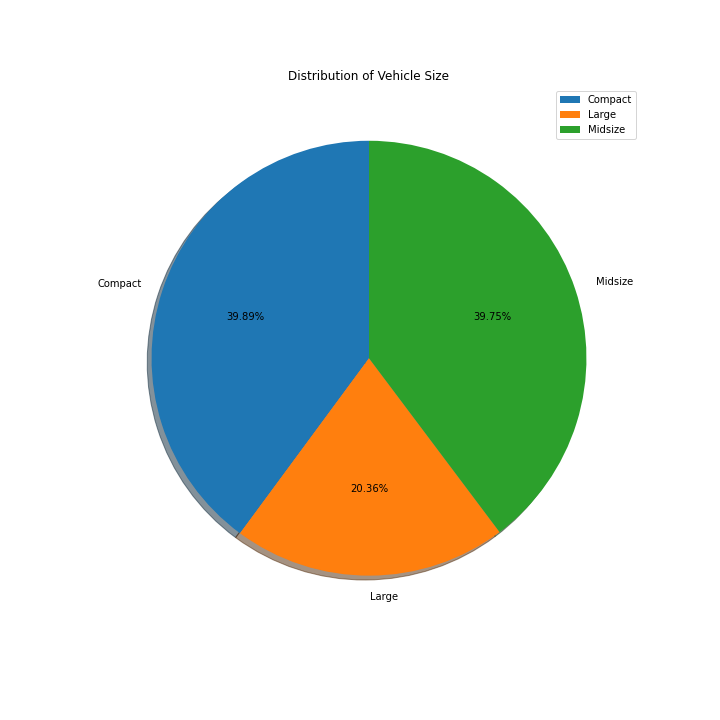 Distribution of Vehicle Size
Compact
Large
Midsize
Compact
Midsize
39.89%
39.75%
20.36%
Large